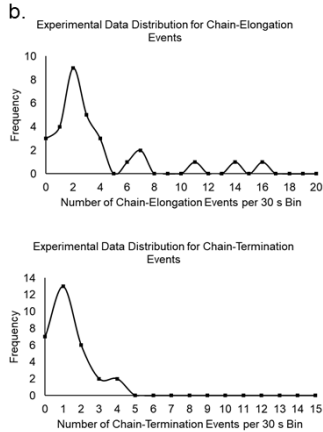 b.
Experimental Data Distribution for Chain-Elongation
Events
Frequency
10
8
6
4
2
0
0 2 4 6 8 10 12 14 16 18 20
Number of Chain-Elongation Events per 30 s Bin
Experimental Data Distribution for Chain-Termination
Events
Frequency
14
12
10
8
6
4
2
0
0 1 2 3 4 5 6 7 8 9 10 11 12 13 14 15
Number of Chain-Termination Events per 30 s Bin